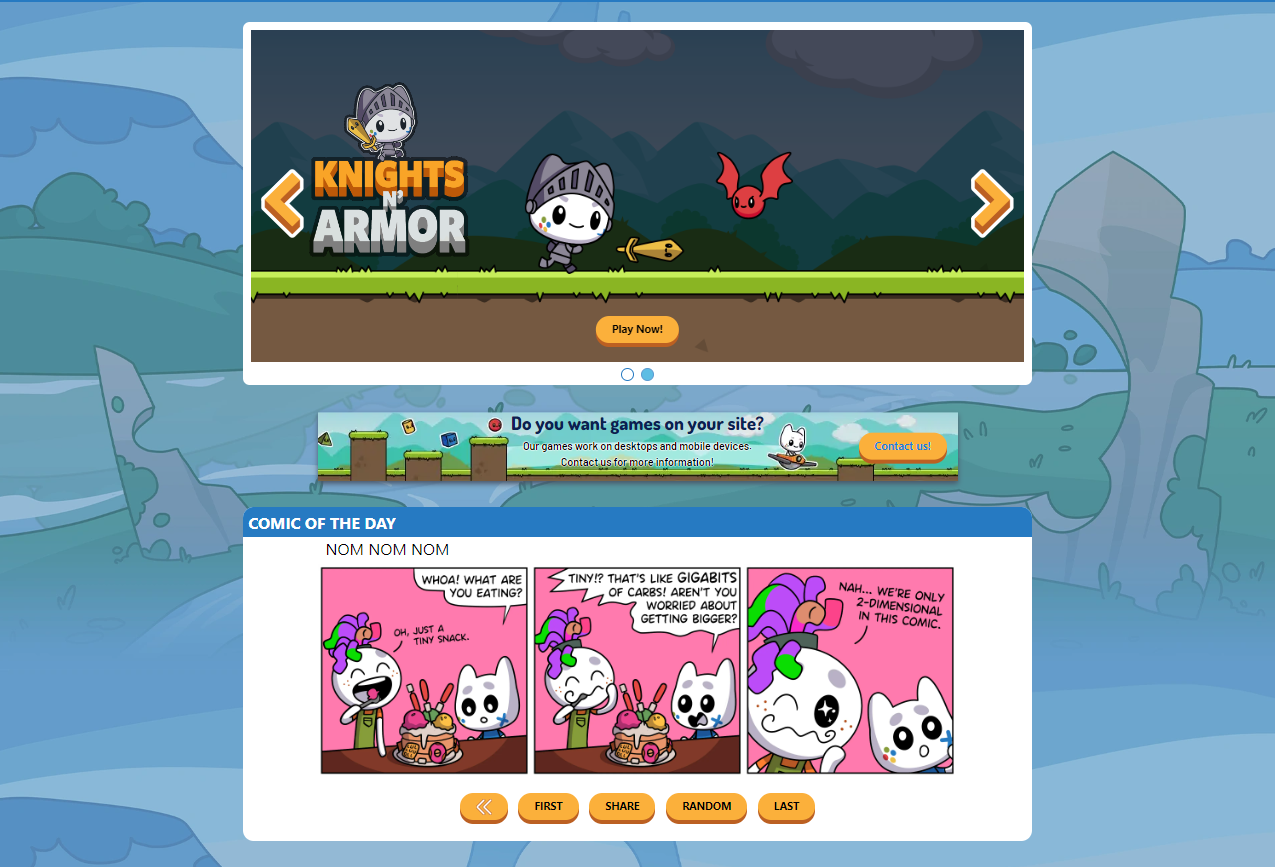 KNIGHTS
N'
ARMOR
Play Now!
Do you want games on your site?
Our games work on desktops and mobile devices.
Contact us for more information!
Contact us!
COMIC OF THE DAY
NOM NOM NOM
WHOA! WHAT ARE
YOU EATING?
OH, JUST A
TINY SNACK.
TINY!? THAT'S LIKE GIGABITS
OF CARBS! AREN'T YOU
WORRIED ABOUT
GETTING BIGGER?
NAH... WE'RE ONLY
2-DIMENSIONAL
IN THIS COMIC.
FIRST
SHARE
RANDOM
LAST